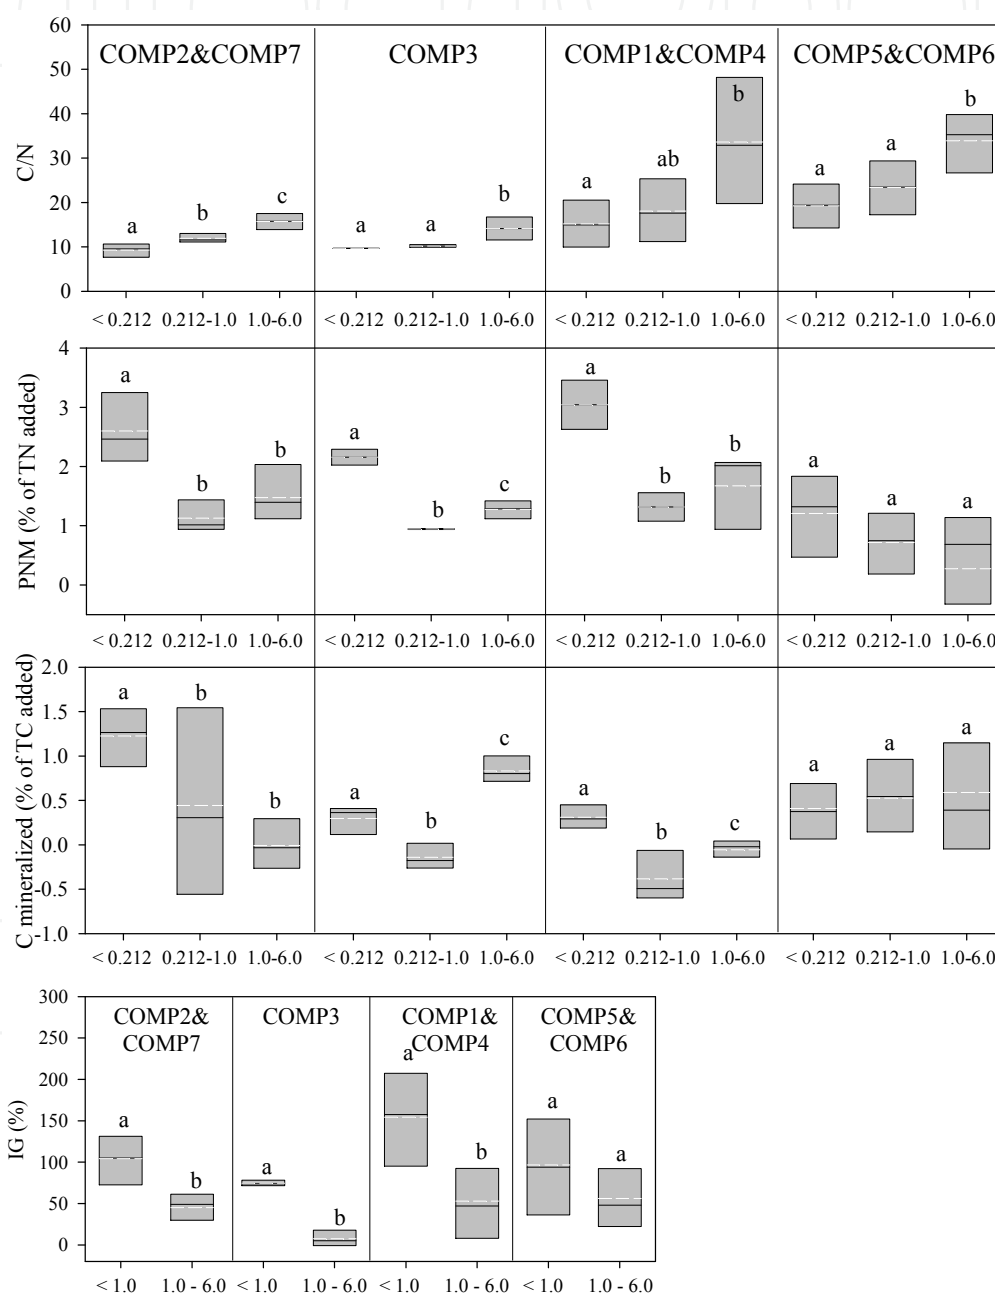 60
COMP2&COMP7 COMP3 COMP1&COMP4 COMP5&COMP6
50
40
30
20
10
0
C/N
a b c a a b a ab b a a b
< 0.212 0.212-1.0 1.0-6.0 < 0.212 0.212-1.0 1.0-6.0 < 0.212 0.212-1.0 1.0-6.0 < 0.212 0.212-1.0 1.0-6.0
4
3
2
1
0
PNM (% of TN added)
a b b a b c a b b a a a
< 0.212 0.212-1.0 1.0-6.0 < 0.212 0.212-1.0 1.0-6.0 < 0.212 0.212-1.0 1.0-6.0 < 0.212 0.212-1.0 1.0-6.0
2.0
1.5
1.0
0.5
0.0
-0.5
-1.0
C mineralized (% of TC added)
a b b a b c a b c a a a
< 0.212 0.212-1.0 1.0-6.0 < 0.212 0.212-1.0 1.0-6.0 < 0.212 0.212-1.0 1.0-6.0 < 0.212 0.212-1.0 1.0-6.0
300
COMP2& COMP3 COMP1& COMP5&
COMP7 COMP4 COMP6
250
200
150
100
50
0
IG (%)
a b a b a b a a
< 1.0 1.0 - 6.0 < 1.0 1.0 - 6.0 < 1.0 1.0 - 6.0 < 1.0 1.0 - 6.0